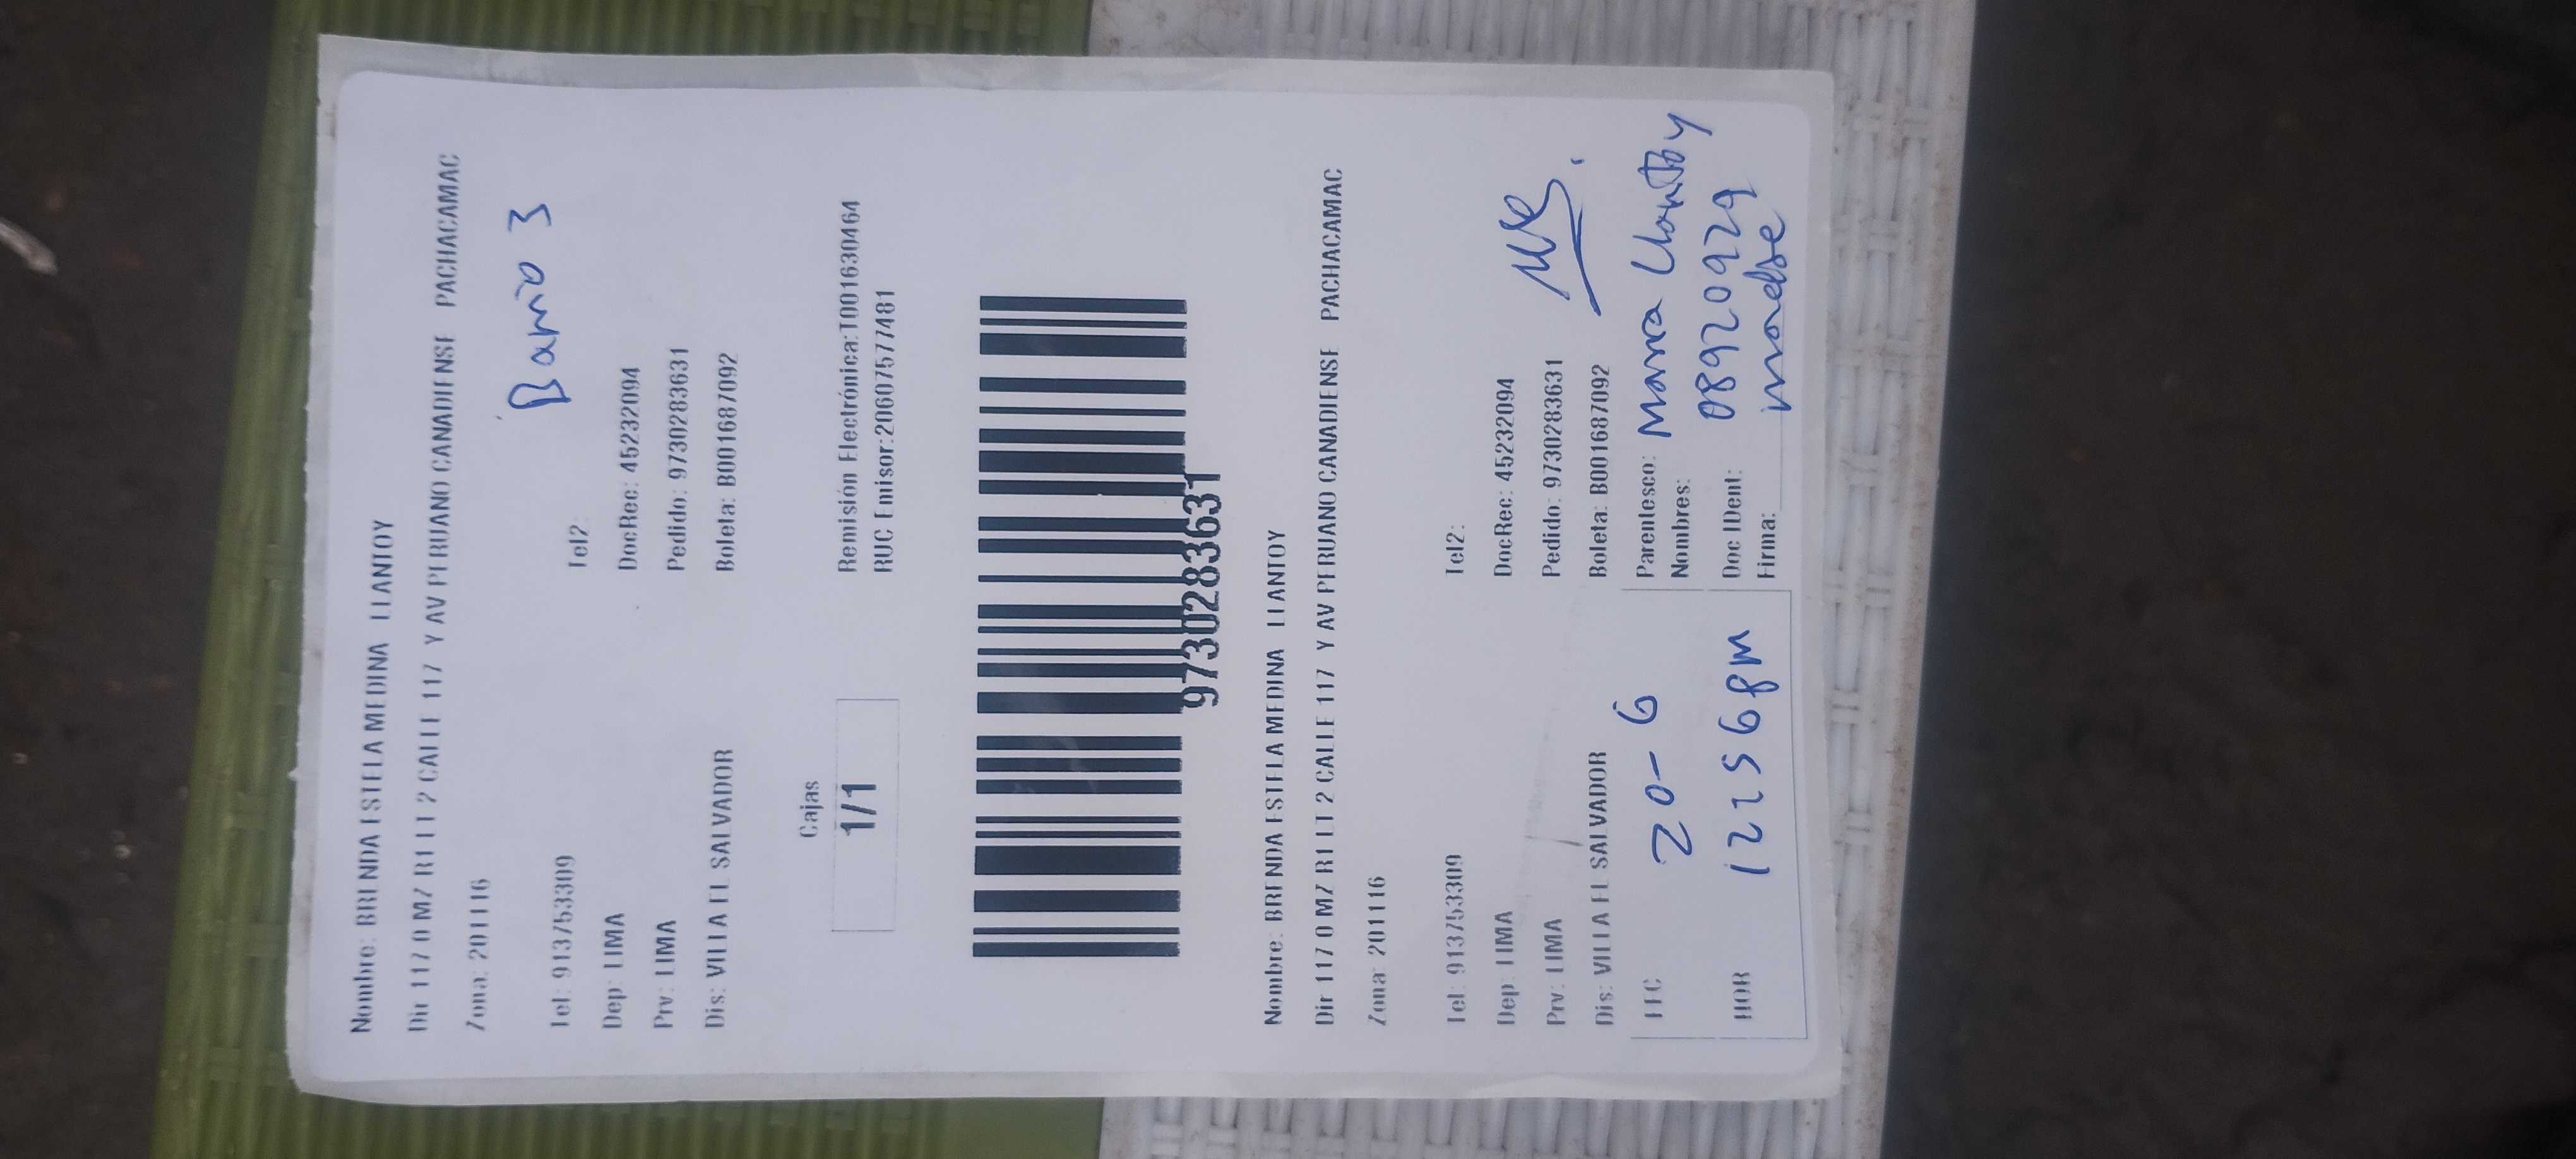 Nombre: BRENDA ESTELA MEDINA LLANTOY
Dir 117 O MZ R1 LT 2 CALLE 117 Y AV PERUANO CANADIENSE PACHACAMAC
Zona: 201116
Barrio 3
Tel: 913753309 Tel2:
Dep: LIMA DocRec: 45232094
Prv: LIMA Pedido: 9730283631
Dis: VILLA EL SALVADOR Boleta: B001687092
Cajas
1/1
Remisión Electrónica:T001630464
RUC Emisor:20607577481
9730283631
Nombre: BRENDA ESTELA MEDINA LLANTOY
Dir 117 O MZ R1 LT 2 CALLE 117 Y AV PERUANO CANADIENSE PACHACAMAC
Zona: 201116
Tel: 913753309 Tel2:
Dep: LIMA DocRec: 45232094
Prv: LIMA Pedido: 9730283631
Dis: VILLA EL SALVADOR Boleta: B001687092
FEC 20-6
Parentesco: Maria Llantoy
Nombres:
HOR 1256pm
Doc IDent: 08920929
Firma: madre